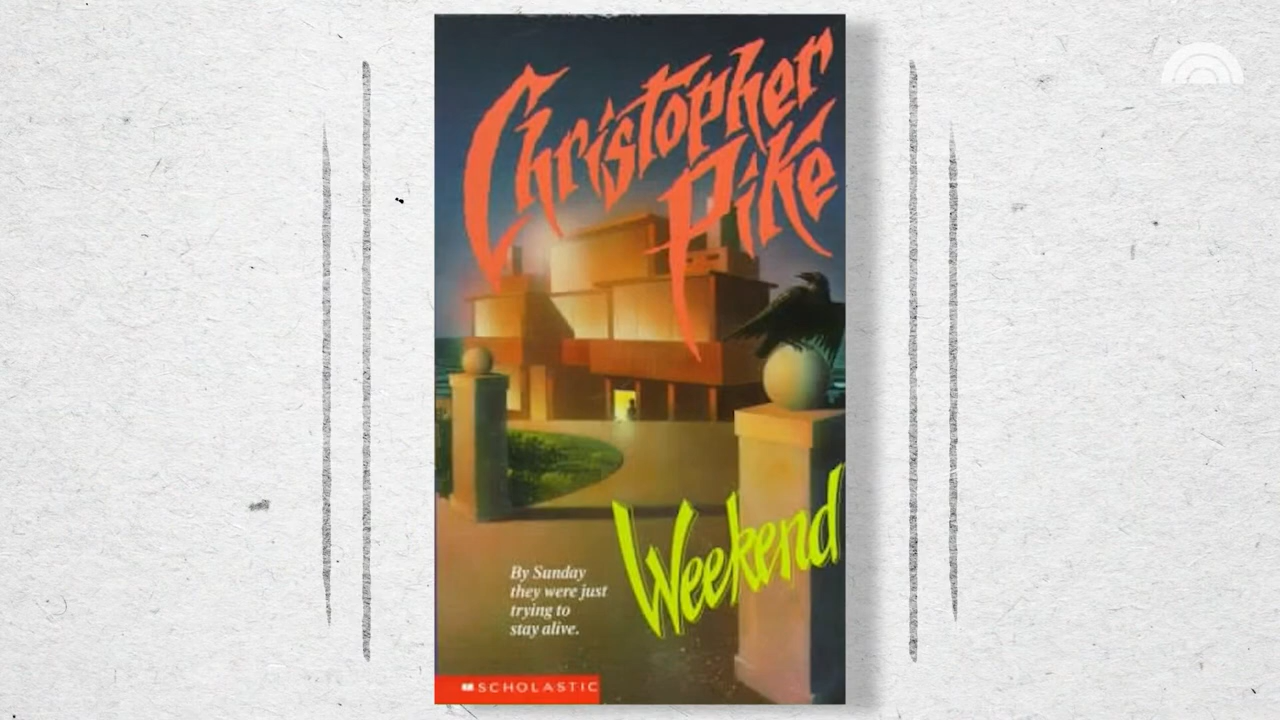 Christopher
Pike
Weekend
By Sunday
they were just
trying to
stay alive.
SCHOLASTIC